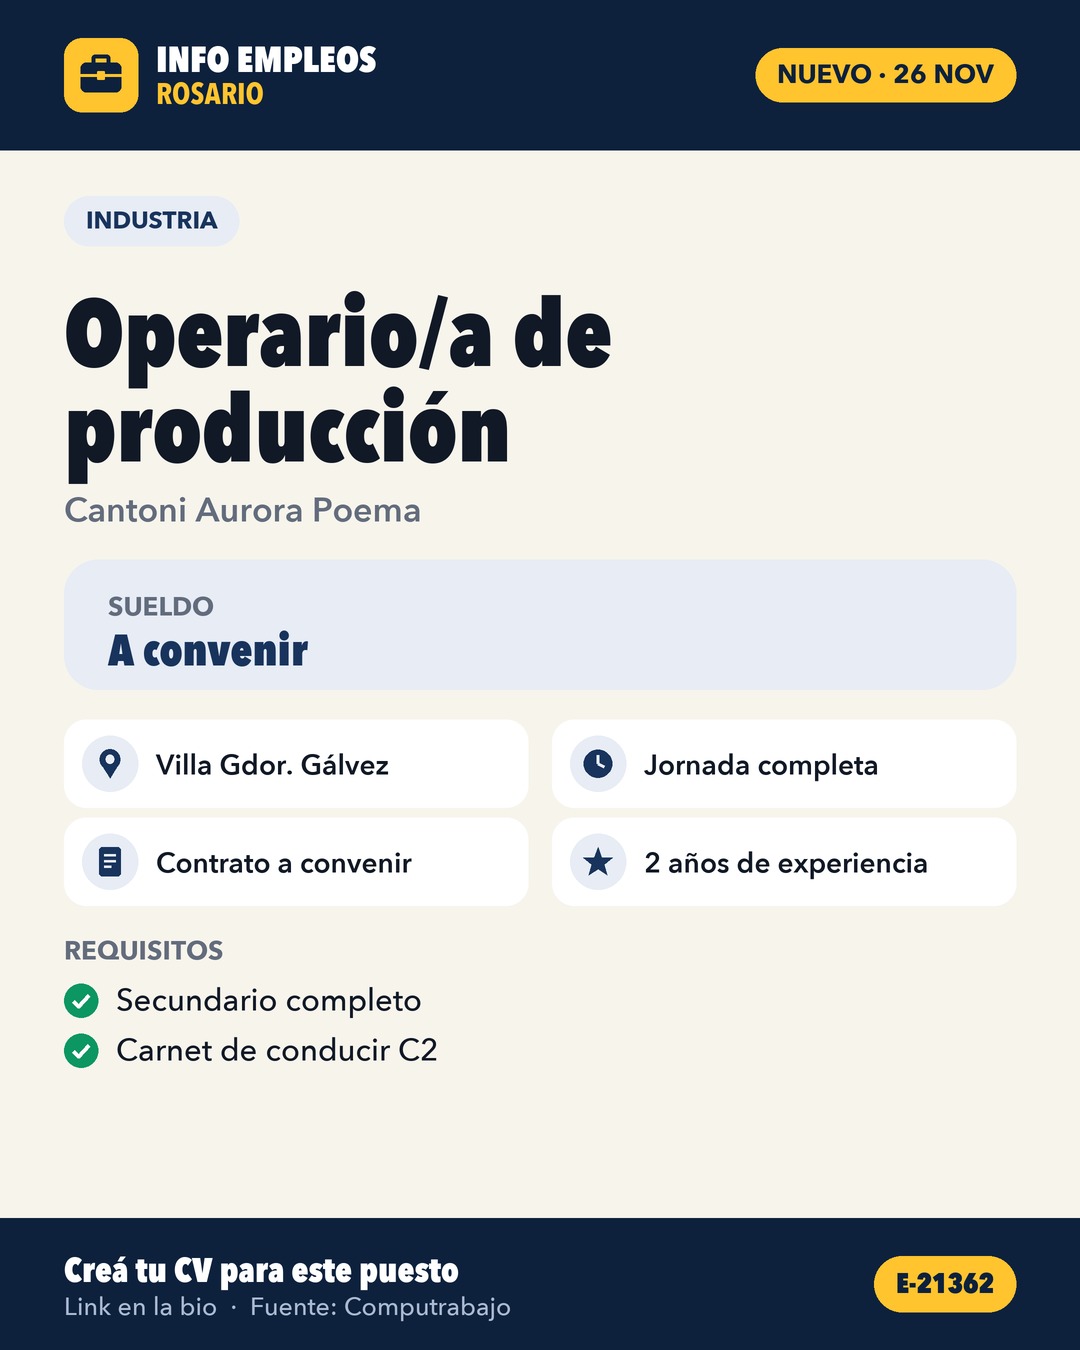 INFO EMPLEOS
ROSARIO
NUEVO · 26 NOV
INDUSTRIA
Operario/a de
producción
Cantoni Aurora Poema
SUELDO
A convenir
Villa Gdor. Gálvez
Jornada completa
Contrato a convenir
2 años de experiencia
REQUISITOS
Secundario completo
Carnet de conducir C2
Creá tu CV para este puesto
Link en la bio · Fuente: Computrabajo
E-21362